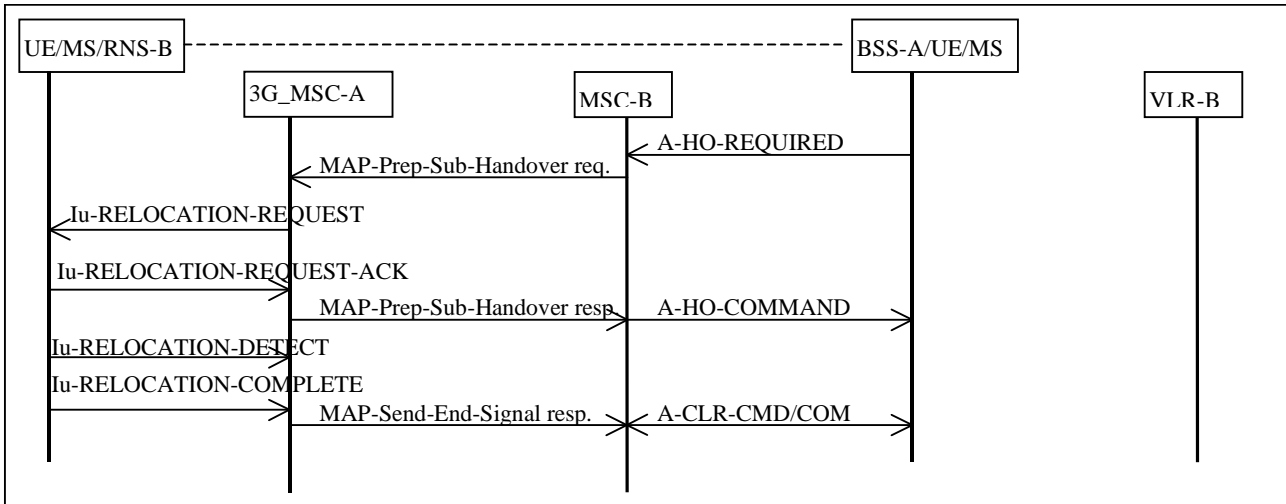 UE/MS/RNS-B
BSS-A/UE/MS
3G_MSC-A
MSC-B
VLR-B
A-HO-REQUIRED
MAP-Prep-Sub-Handover req.
Iu-RELOCATION-REQUEST
Iu-RELOCATION-REQUEST-ACK
MAP-Prep-Sub-Handover resp.
A-HO-COMMAND
Iu-RELOCATION-DETECT
Iu-RELOCATION-COMPLETE
MAP-Send-End-Signal resp.
A-CLR-CMD/COM